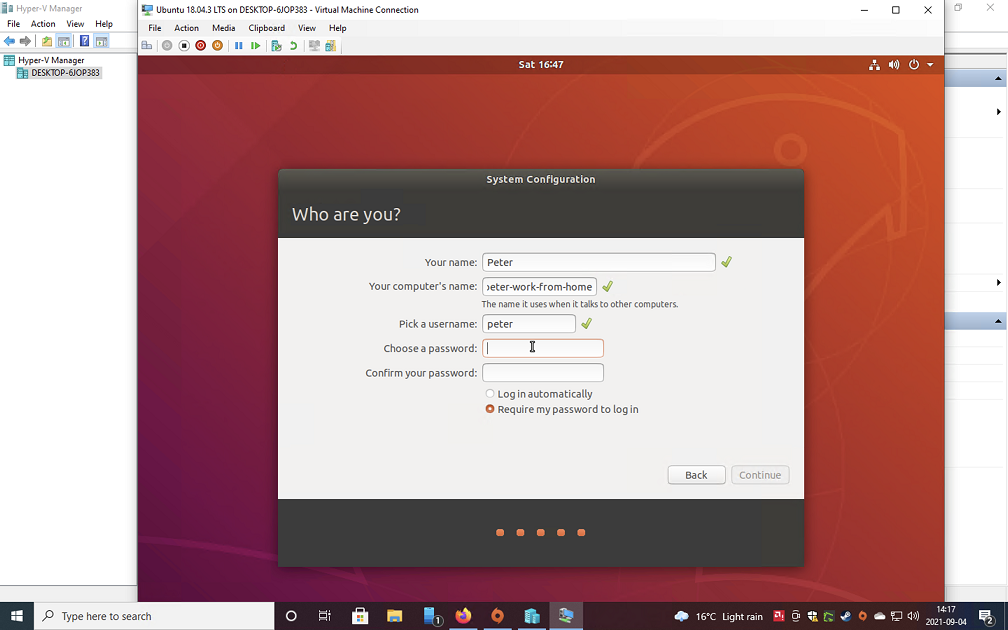 Hyper-V Manager
File Action View Help
Hyper-V Manager
DESKTOP-6JOP383
Ubuntu 18.04.3 LTS on DESKTOP-6JOP383 - Virtual Machine Connection
File Action Media Clipboard View Help
Sat 16:47
System Configuration
Who are you?
Your name: Peter
Your computer's name: eter-work-from-home
The name it uses when it talks to other computers.
Pick a username: peter
Choose a password:
Confirm your password:
Log in automatically
Require my password to log in
Back Continue
Type here to search
1
16°C Light rain
14:17
2021-09-04
2